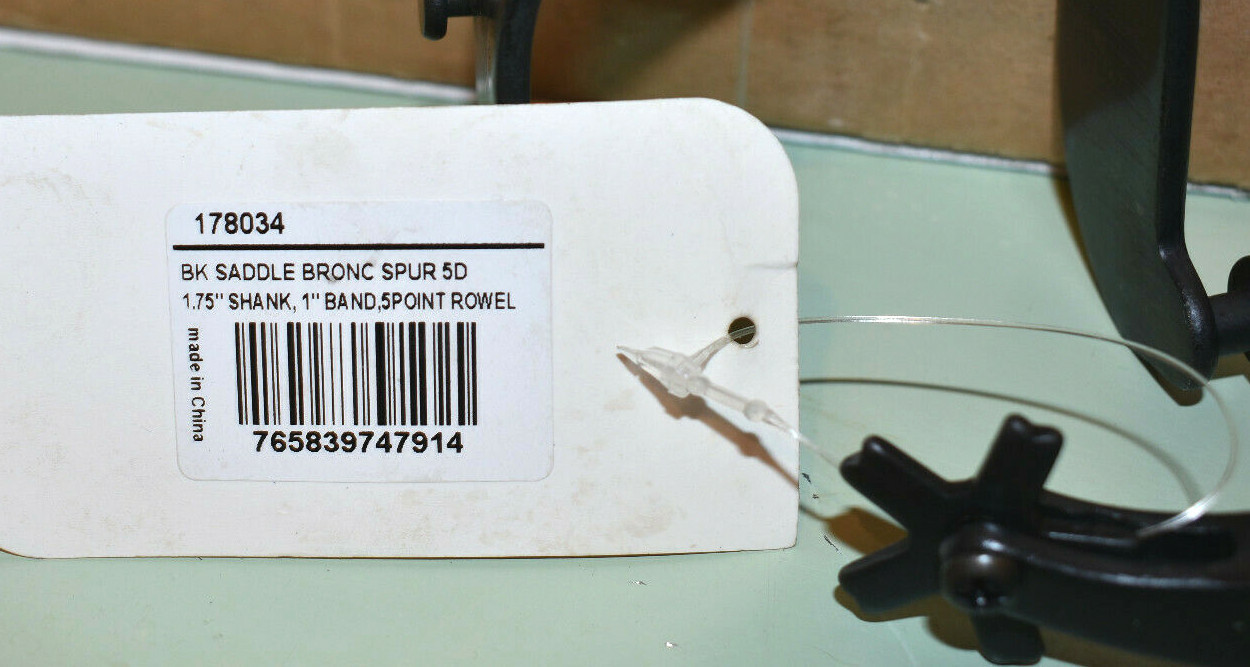 178034
BK SADDLE BRONC SPUR 5D
1.75" SHANK, 1" BAND,5POINT ROWEL
made in China
765839747914